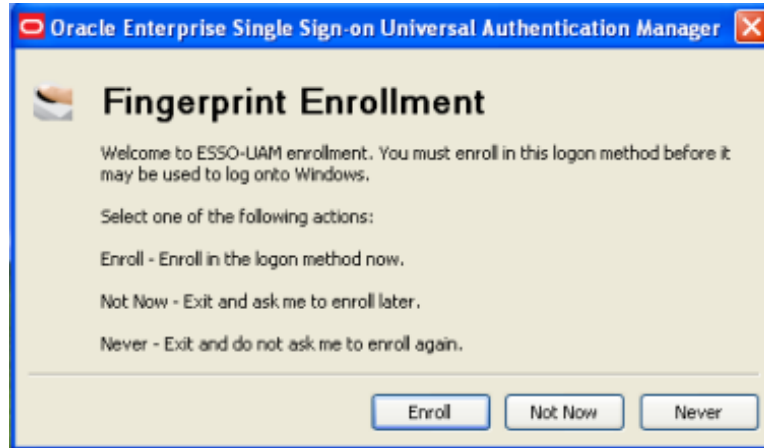 Oracle Enterprise Single Sign-on Universal Authentication Manager
Fingerprint Enrollment
Welcome to ESSO-UAM enrollment. You must enroll in this logon method before it
may be used to log onto Windows.
Select one of the following actions:
Enroll - Enroll in the logon method now.
Not Now - Exit and ask me to enroll later.
Never - Exit and do not ask me to enroll again.
Enroll Not Now Never